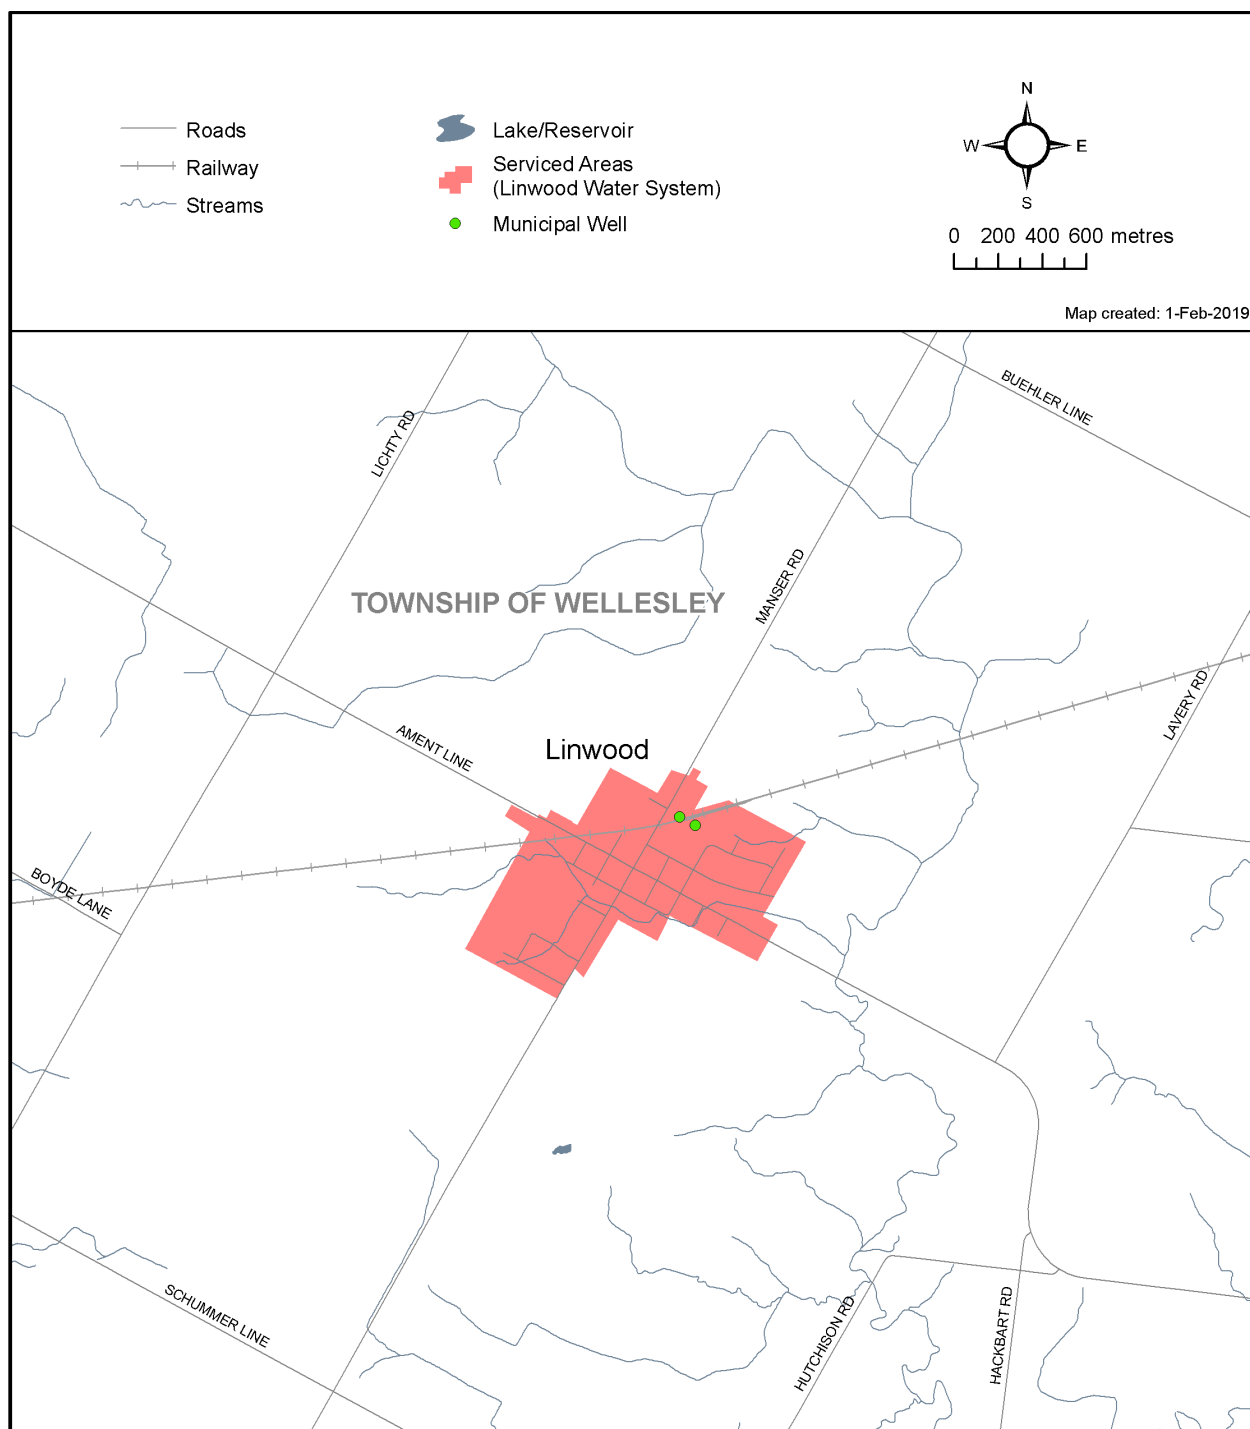 Roads
Railway
Streams
Lake/Reservoir
Serviced Areas
(Linwood Water System)
Municipal Well
N
W E
S
0 200 400 600 metres
Map created: 1-Feb-2019
BUEHLER LINE
LICHTY RD
MANSER RD
TOWNSHIP OF WELLESLEY
LAVERY RD
AMENT LINE
Linwood
BOYDE LANE
SCHUMMER LINE
HUTCHISON RD
HACKBART RD